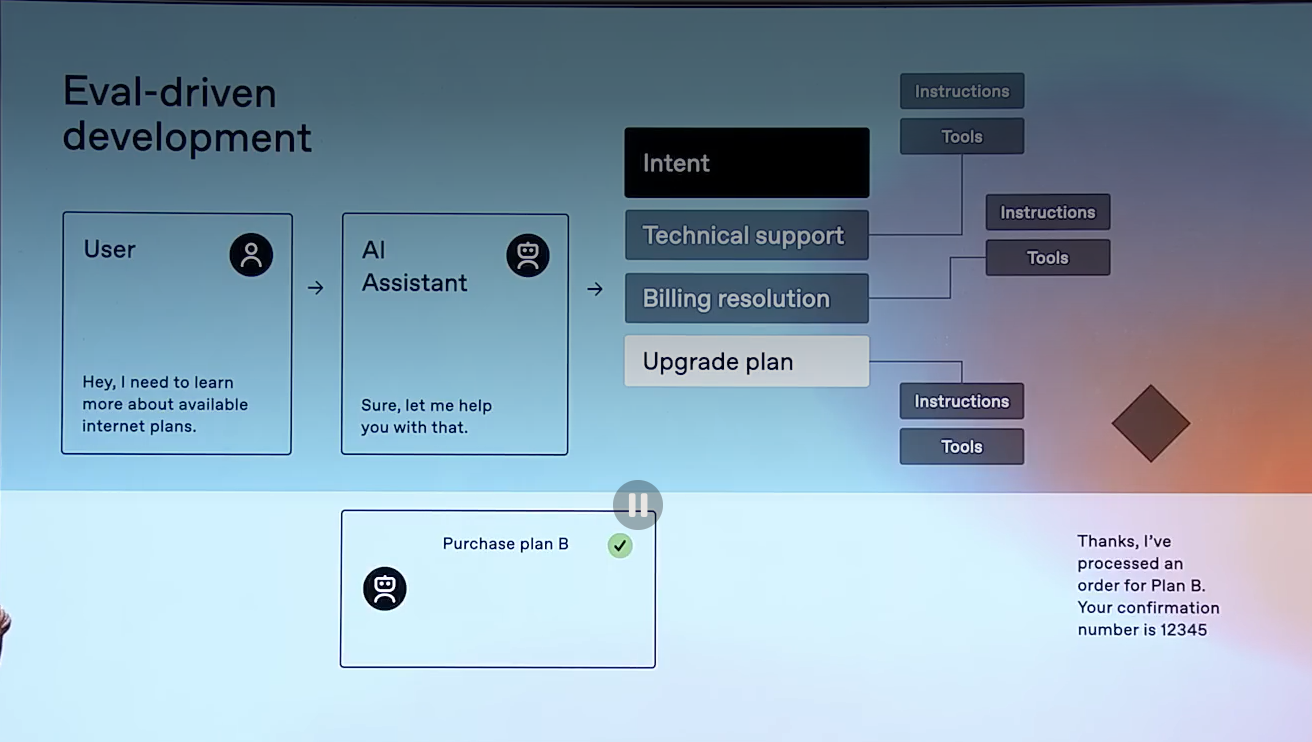 Eval-driven
development
User
Hey, I need to learn
more about available
internet plans.
AI
Assistant
Sure, let me help
you with that.
Intent
Technical support
Billing resolution
Upgrade plan
Instructions
Tools
Instructions
Tools
Instructions
Tools
Purchase plan B
Thanks, I’ve
processed an
order for Plan B.
Your confirmation
number is 12345